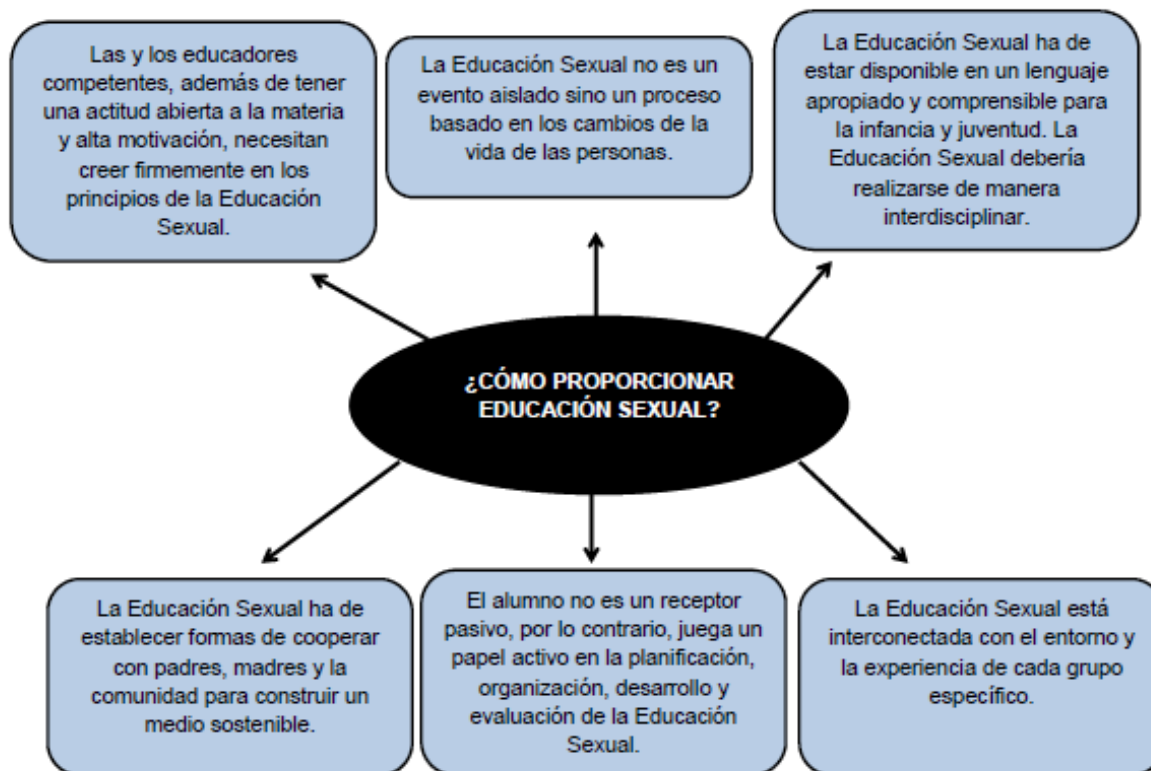 Las y los educadores
competentes, además de tener
una actitud abierta a la materia
y alta motivación, necesitan
creer firmemente en los
principios de la Educación
Sexual.
La Educación Sexual no es un
evento aislado sino un proceso
basado en los cambios de la
vida de las personas.
La Educación Sexual ha de
estar disponible en un lenguaje
apropiado y comprensible para
la infancia y juventud. La
Educación Sexual debería
realizarse de manera
interdisciplinar.
¿CÓMO PROPORCIONAR
EDUCACIÓN SEXUAL?
La Educación Sexual ha de
establecer formas de cooperar
con padres, madres y la
comunidad para construir un
medio sostenible.
El alumno no es un receptor
pasivo, por lo contrario, juega un
papel activo en la planificación,
organización, desarrollo y
evaluación de la Educación
Sexual.
La Educación Sexual está
interconectada con el entorno y
la experiencia de cada grupo
específico.